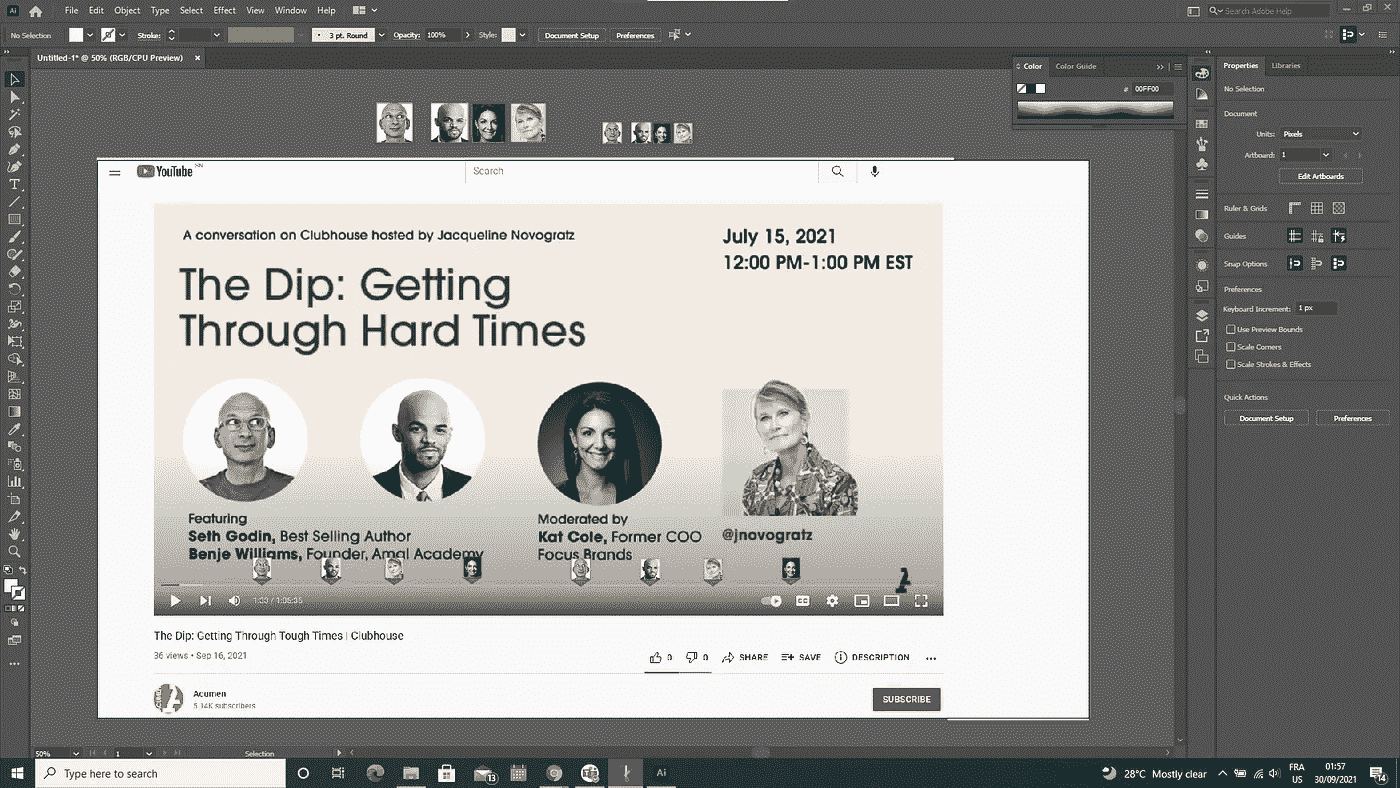 File Edit Object Type Select Effect View Window Help
Search Adobe Help
No Selection
Stroke:
3 pt. Round
Opacity: 100%
Style:
Document Setup
Preferences
Untitled-1* @ 50% (RGB/CPU Preview)
Color
Color Guide
# 00FF00
Properties
Libraries
No Selection
Document
Units: Pixels
Artboard: 1
Edit Artboards
Ruler & Grids
Guides
Snap Options
Preferences
Keyboard Increment: 1 px
Use Preview Bounds
Scale Corners
Scale Strokes & Effects
Quick Actions
Document Setup
Preferences
YouTube SN
Search
A conversation on Clubhouse hosted by Jacqueline Novogratz
July 15, 2021
12:00 PM-1:00 PM EST
The Dip: Getting
Through Hard Times
Featuring
Seth Godin, Best Selling Author
Benje Williams, Founder, Amal Academy
Moderated by
Kat Cole, Former COO
Focus Brands
@jnovogratz
CC
The Dip: Getting Through Tough Times | Clubhouse
36 views • Sep 16, 2021
0
0
SHARE
SAVE
DESCRIPTION
Acumen
5.14K subscribers
SUBSCRIBE
50%
1
Selection
Type here to search
13
Ai
28°C Mostly clear
FRA
US
01:57
30/09/2021
14